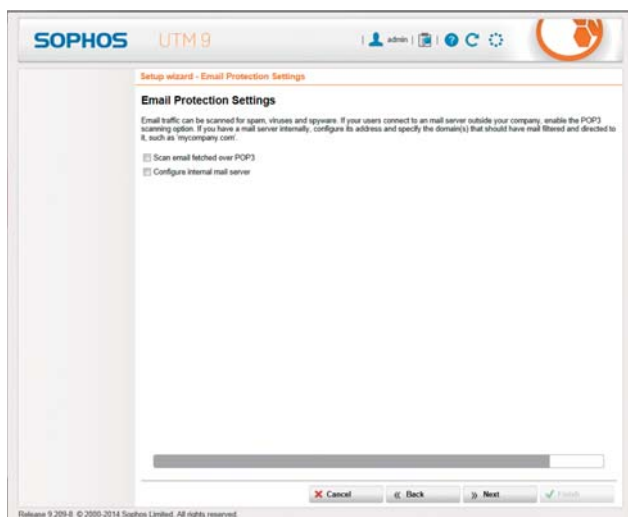 SOPHOS UTM 9 | admin | |
Setup wizard - Email Protection Settings
Email Protection Settings
Email traffic can be scanned for spam, viruses and spyware. If your users connect to an mail server outside your company, enable the POP3
scanning option. If you have a mail server internally, configure its address and specify the domain(s) that should have mail filtered and directed to
it, such as 'mycompany.com'.
Scan email fetched over POP3
Configure internal mail server
Cancel Back Next Finish
Release 9.209-8 © 2000-2014 Sophos Limited. All rights reserved.